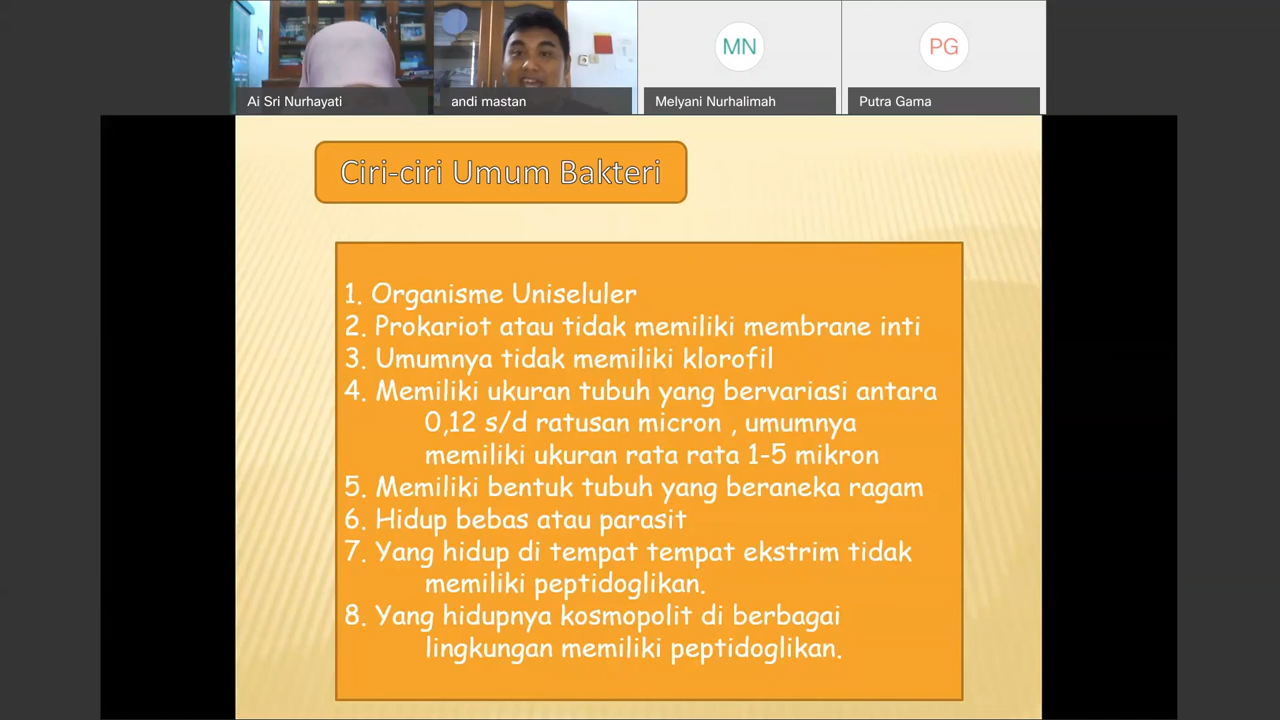 MN
PG
Ai Sri Nurhayati
andi mastan
Melyani Nurhalimah
Putra Gama
Ciri-ciri Umum Bakteri
1. Organisme Uniseluler
2. Prokariot atau tidak memiliki membrane inti
3. Umumnya tidak memiliki klorofil
4. Memiliki ukuran tubuh yang bervariasi antara
0,12 s/d ratusan micron , umumnya
memiliki ukuran rata rata 1-5 mikron
5. Memiliki bentuk tubuh yang beraneka ragam
6. Hidup bebas atau parasit
7. Yang hidup di tempat tempat ekstrim tidak
memiliki peptidoglikan.
8. Yang hidupnya kosmopolit di berbagai
lingkungan memiliki peptidoglikan.